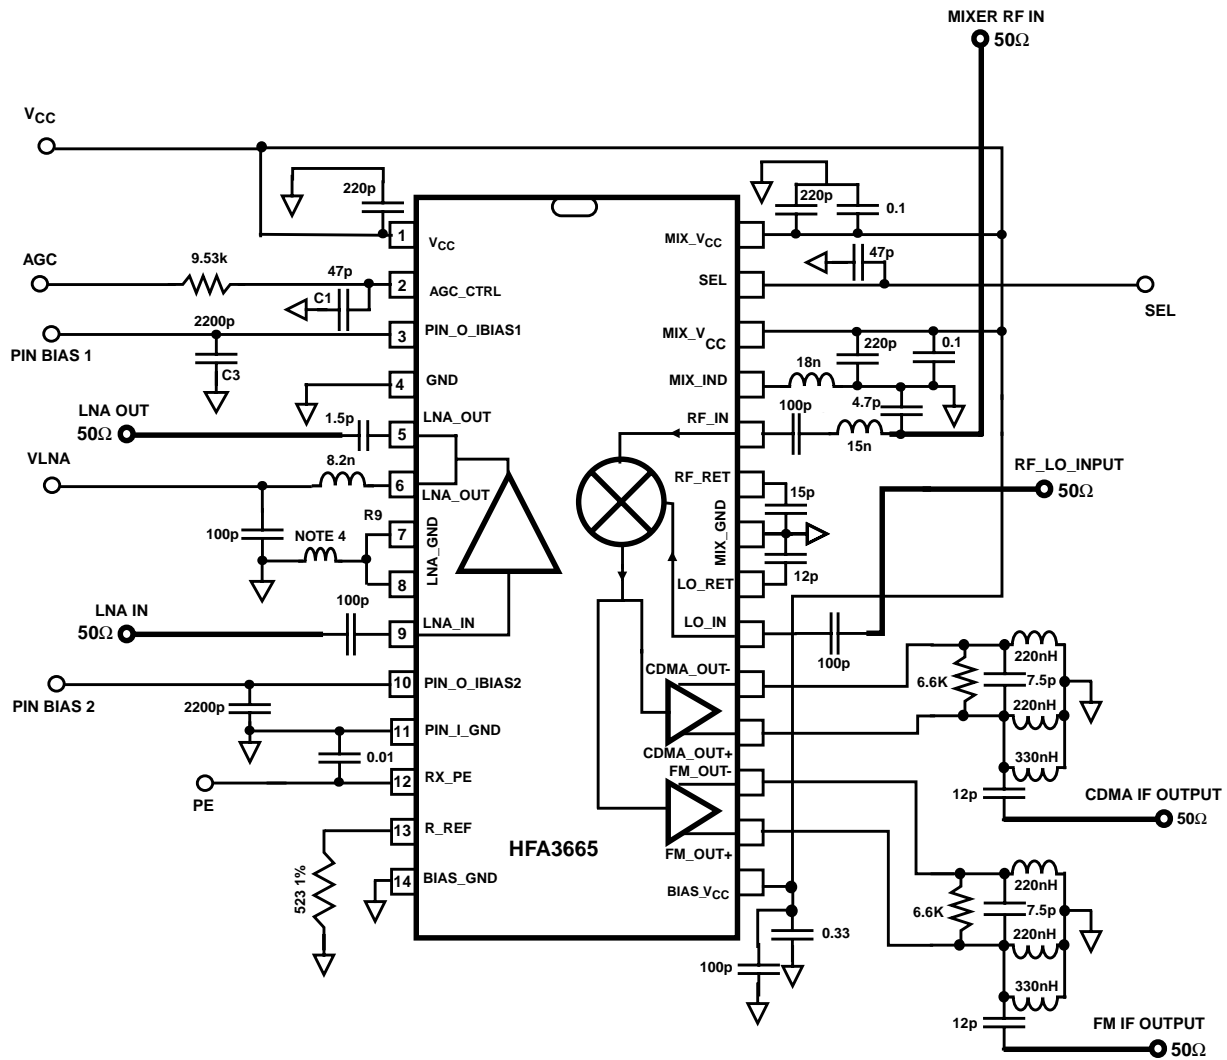 MIXER RF IN
50Ω
VCC
220p
220p
0.1
1
VCC
MIX_VCC
AGC
9.53k
47p
C1
2
AGC_CTRL
47p
SEL
SEL
PIN BIAS 1
2200p
C3
3
PIN_O_IBIAS1
MIX_VCC
220p
0.1
4
GND
MIX_IND
18n
4.7p
LNA OUT
50Ω
1.5p
5
LNA_OUT
RF_IN
100p
15n
VLNA
8.2n
6
LNA_OUT
RF_RET
15p
RF_LO_INPUT
50Ω
100p
NOTE 4
R9
7
LNA_GND
MIX_GND
8
LO_RET
12p
LNA IN
50Ω
100p
9
LNA_IN
LO_IN
100p
PIN BIAS 2
2200p
10
PIN_O_IBIAS2
CDMA_OUT-
6.6K
220nH
7.5p
220nH
11
PIN_I_GND
CDMA_OUT+
330nH
0.01
PE
12
RX_PE
FM_OUT-
12p
CDMA IF OUTPUT
50Ω
13
R_REF
FM_OUT+
HFA3665
523 1%
14
BIAS_GND
BIAS_VCC
6.6K
220nH
7.5p
220nH
0.33
100p
330nH
12p
FM IF OUTPUT
50Ω